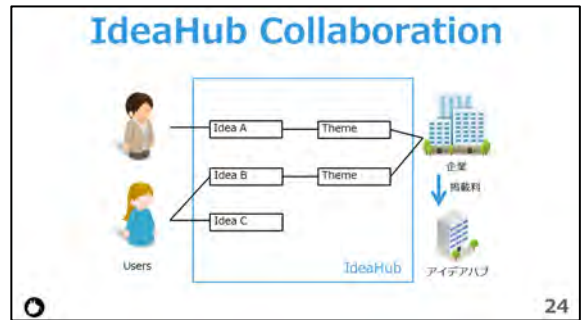 IdeaHub Collaboration
Idea A
Theme
企業
Idea B
Theme
掲載料
Idea C
Users
IdeaHub
アイデアハブ
24